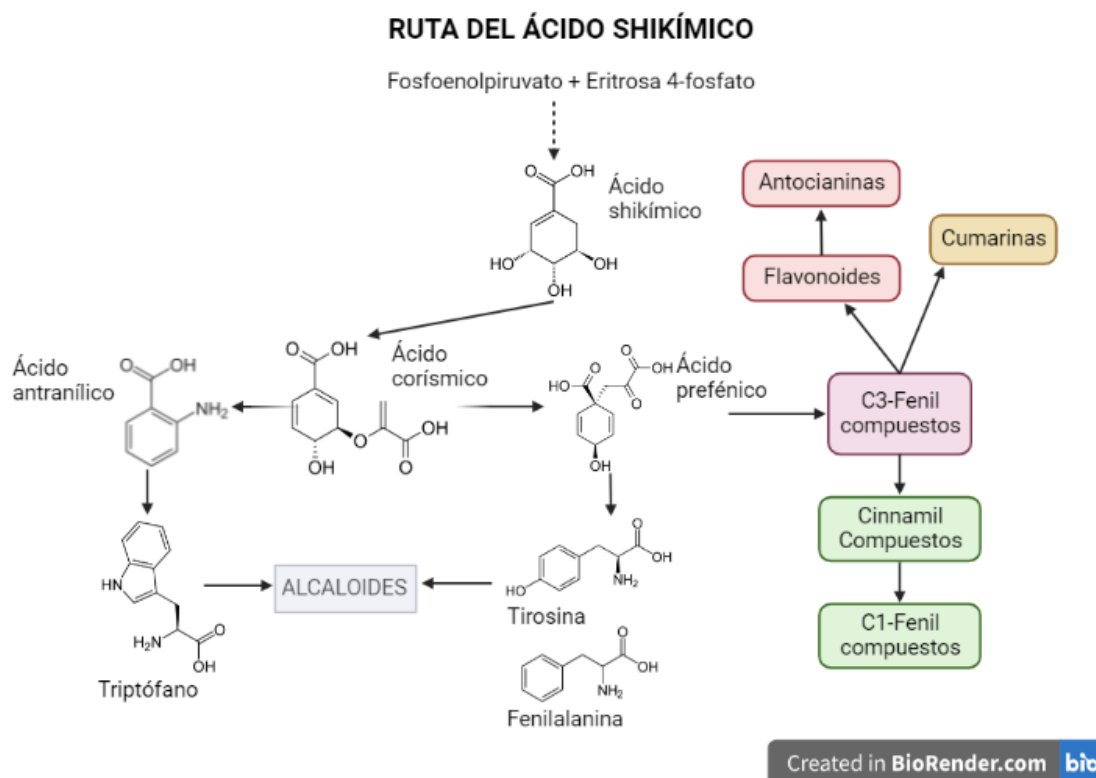 RUTA DEL ÁCIDO SHIKÍMICO
Fosfoenolpiruvato + Eritrosa 4-fosfato
O
OH
Ácido
shikímico
HO
OH
OH
Antocianinas
Cumarinas
Flavonoides
Ácido
antranílico
O
OH
NH₂
O
OH
Ácido
corísmico
O
OH
O
OH
HO
O
O
OH
O
OH
Ácido
prefénico
C3-Fenil
compuestos
Cinnamil
Compuestos
C1-Fenil
compuestos
HN
H₂N
O
OH
Triptófano
ALCALOIDES
O
OH
NH₂
HO
Tirosina
O
OH
NH₂
Fenilalanina
Created in BioRender.com bio